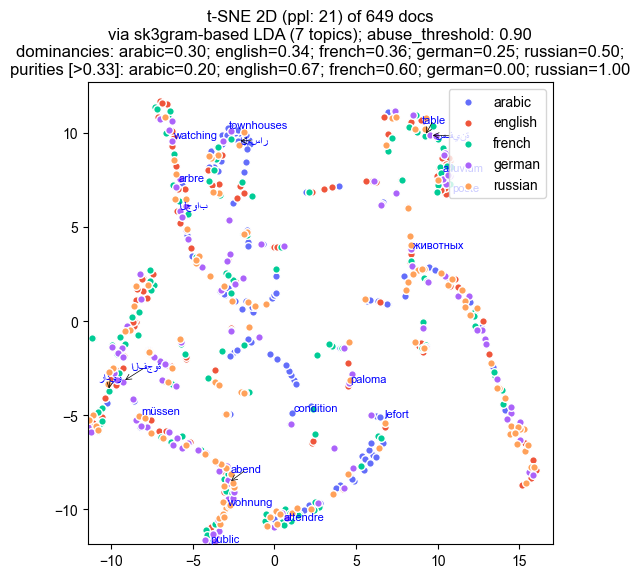 t-SNE 2D (ppl: 21) of 649 docs
via sk3gram-based LDA (7 topics); abuse_threshold: 0.90
dominancies: arabic=0.30; english=0.34; french=0.36; german=0.25; russian=0.50;
purities [>0.33]: arabic=0.20; english=0.67; french=0.60; german=0.00; russian=1.00
arabic
english
french
german
russian
table
townhouses
watching
arbre
животных
paloma
condition
müssen
lefort
abend
wohnung
attendre
public
10
5
0
−5
−10
−10
−5
0
5
10
15